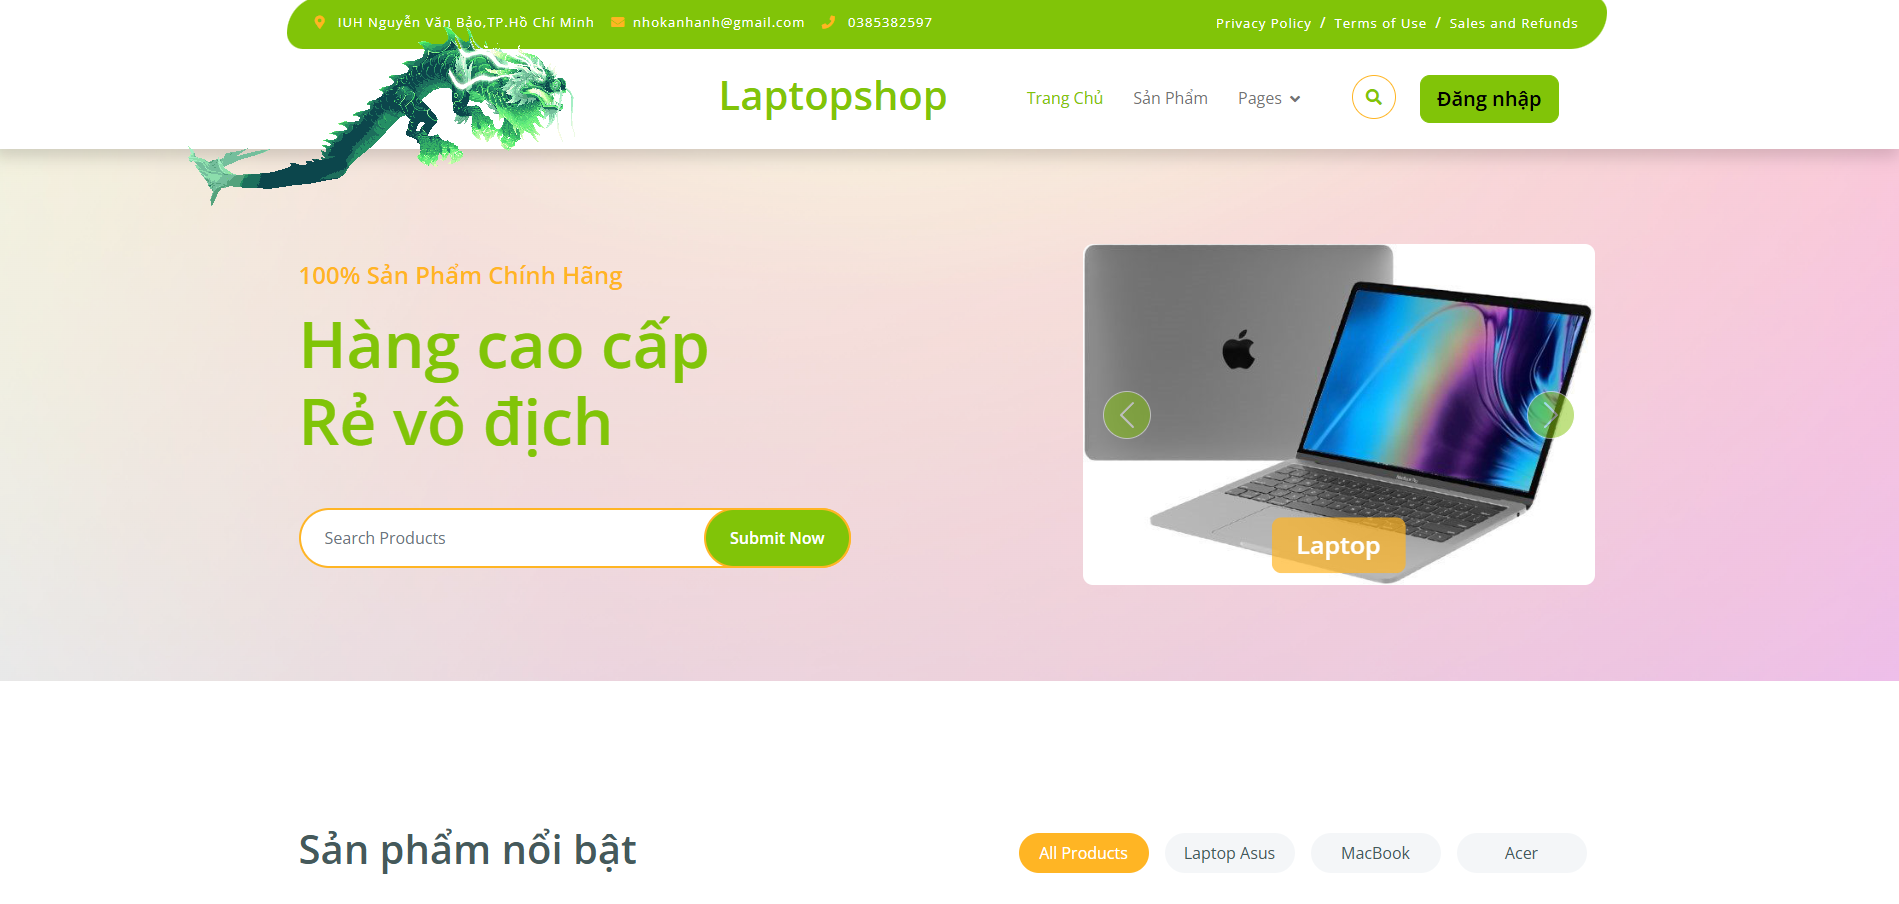 IUH Nguyễn Văn Bảo,TP.Hồ Chí Minh nhokanhanh@gmail.com 0385382597 Privacy Policy / Terms of Use / Sales and Refunds
Laptopshop Trang Chủ Sản Phẩm Pages Đăng nhập
100% Sản Phẩm Chính Hãng
Hàng cao cấp
Rẻ vô địch
Search Products Submit Now
Laptop
Sản phẩm nổi bật All Products Laptop Asus MacBook Acer